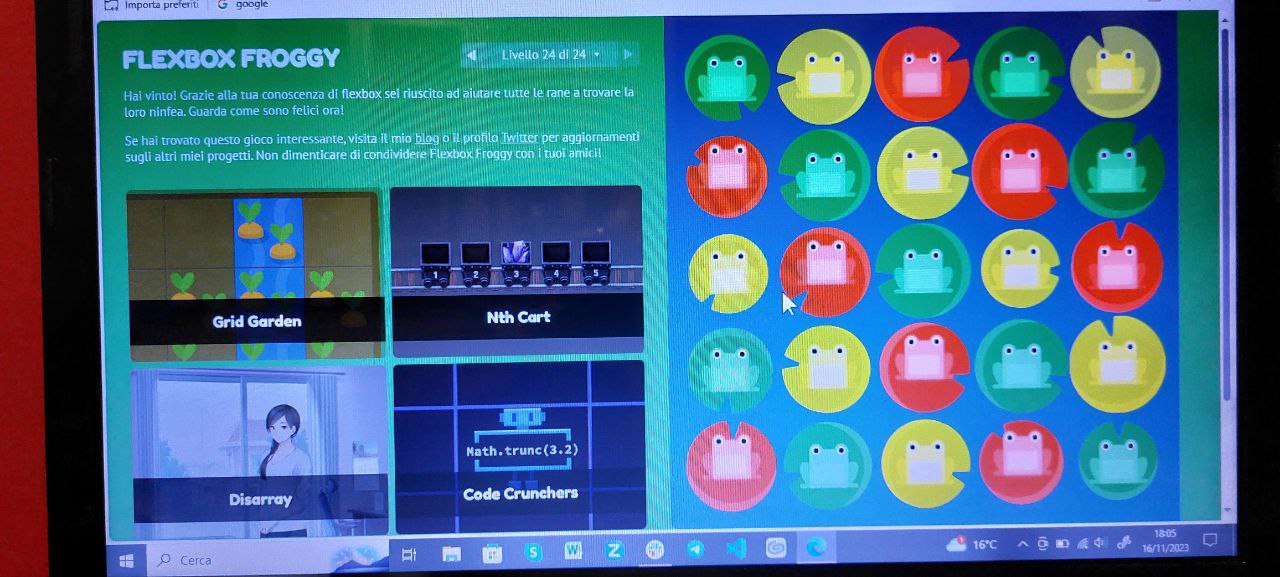 Importa preferiti
google
FLEXBOX FROGGY
Livello 24 di 24
Hai vinto! Grazie alla tua conoscenza di flexbox sei riuscito ad aiutare tutte le rane a trovare la
loro ninfea. Guarda come sono felici ora!
Se hai trovato questo gioco interessante, visita il mio blog o il profilo Twitter per aggiornamenti
sugli altri miei progetti. Non dimenticare di condividere Flexbox Froggy con i tuoi amici!
1 2 3 4 5
Grid Garden
Nth Cart
Math.trunc(3.2)
Disarray
Code Crunchers
Cerca
16°C
18:05
16/11/2023